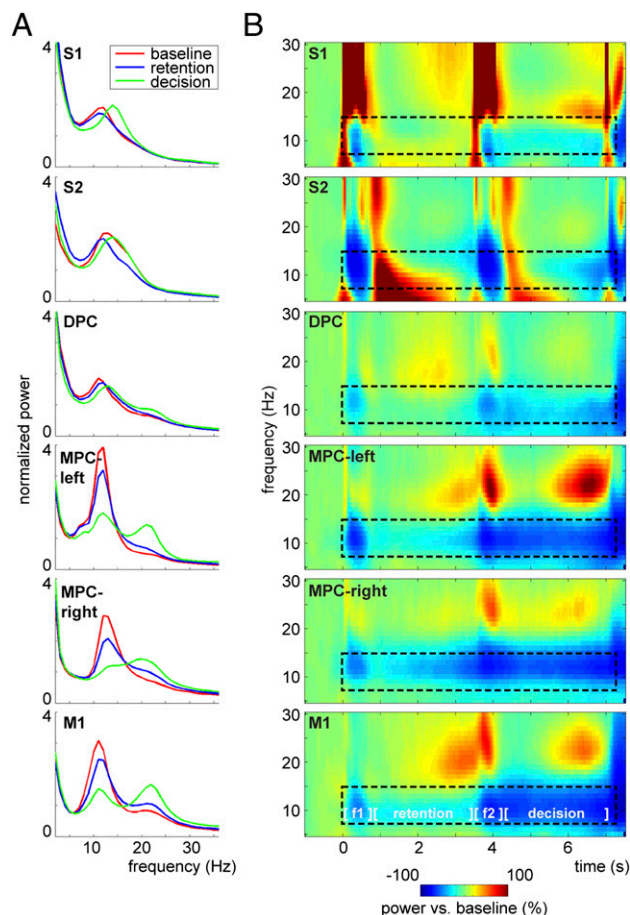 A
B
S1
4
0
baseline
retention
decision
S2
4
0
DPC
4
0
MPC-
left
4
0
MPC-
right
4
0
M1
4
0
10 20 30
frequency (Hz)
normalized power
S1
30
20
10
S2
30
20
10
DPC
30
20
10
MPC-left
30
20
10
MPC-right
30
20
10
M1
30
20
10
[ f1 ][ retention ][ f2 ][ decision ]
0 2 4 6 time (s)
frequency (Hz)
-100 100
power vs. baseline (%)